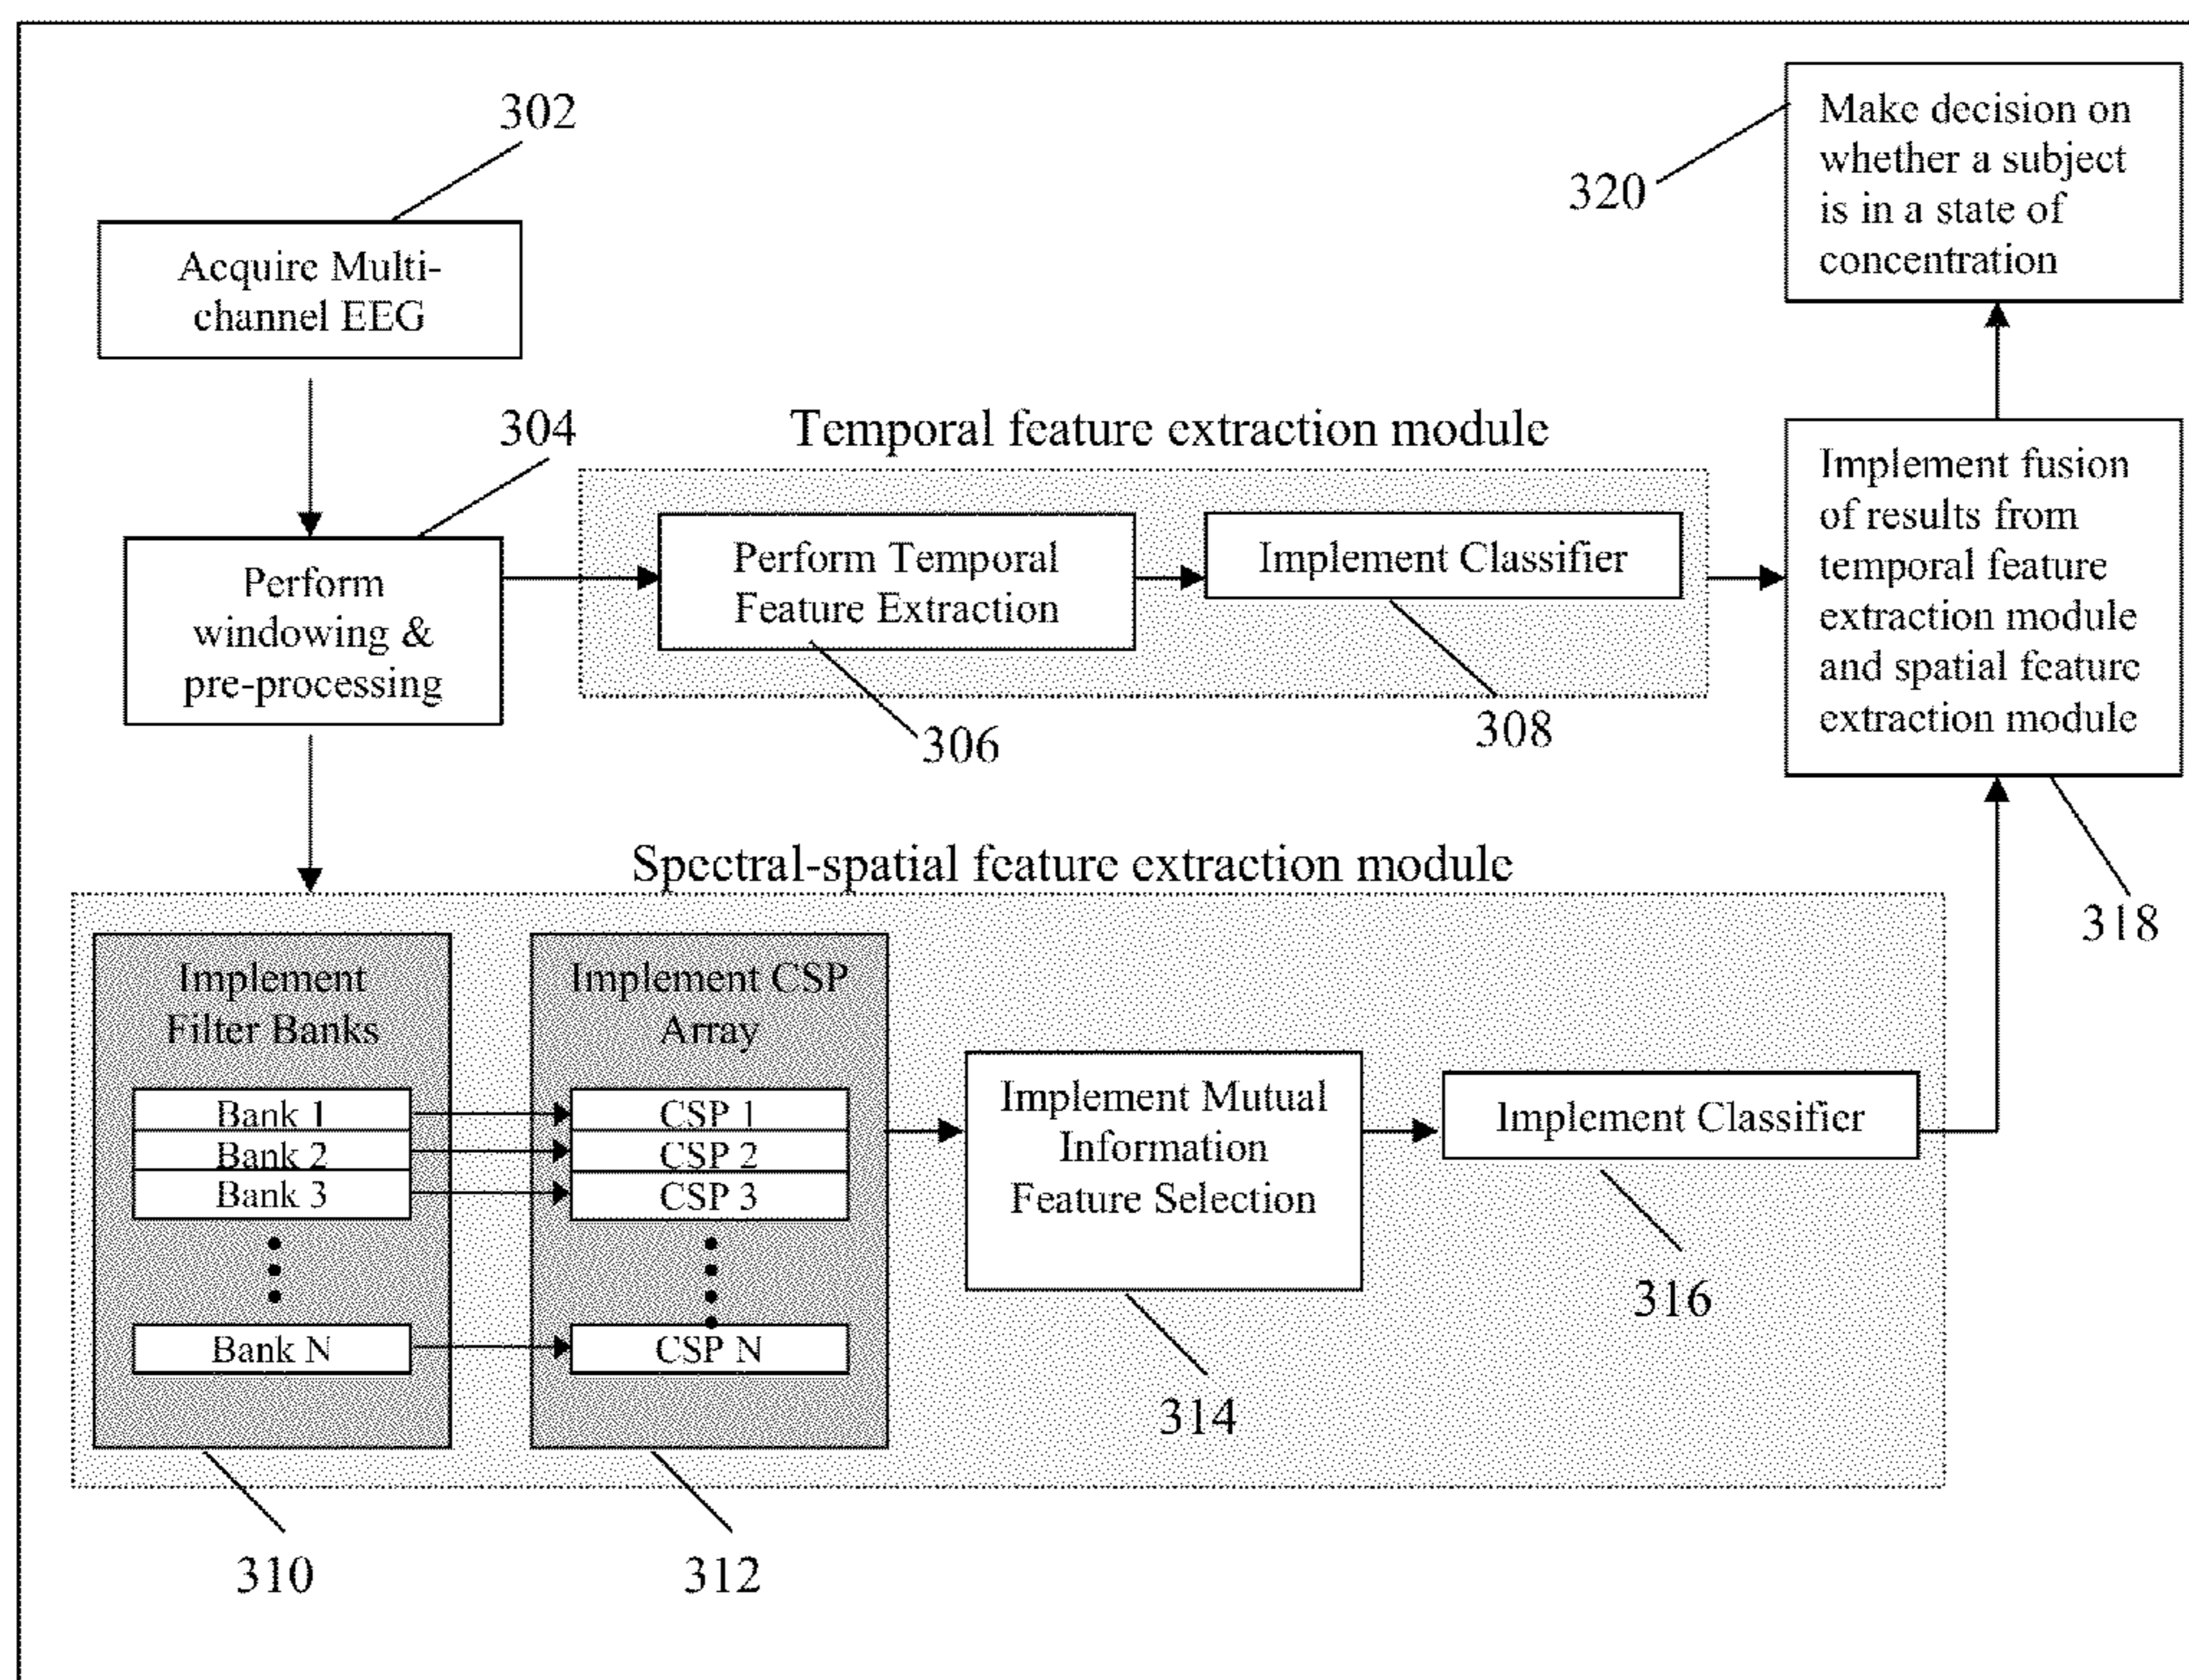 302
Acquire Multi-
channel EEG
304
Perform
windowing &
pre-processing
Temporal feature extraction module
Perform Temporal
Feature Extraction
306
Implement Classifier
308
320
Make decision on
whether a subject
is in a state of
concentration
Implement fusion
of results from
temporal feature
extraction module
and spatial feature
extraction module
318
Spectral-spatial feature extraction module
Implement
Filter Banks
Bank 1
Bank 2
Bank 3
Bank N
310
Implement CSP
Array
CSP 1
CSP 2
CSP 3
CSP N
312
Implement Mutual
Information
Feature Selection
314
Implement Classifier
316